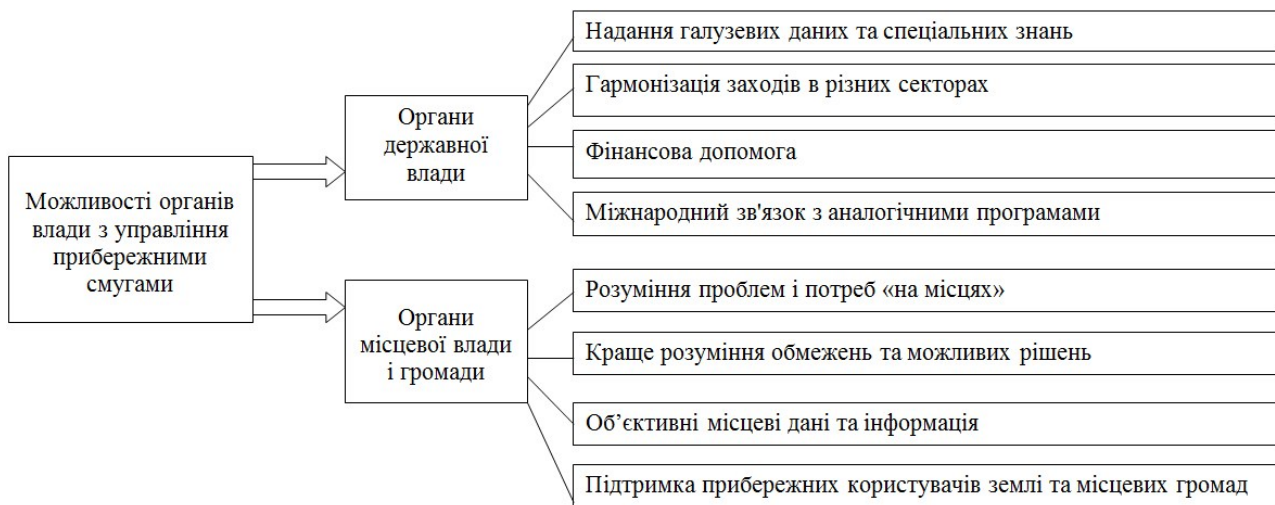 Можливості органів
влади з управління
прибережними
смугами
Органи
державної
влади
Надання галузевих даних та спеціальних знань
Гармонізація заходів в різних секторах
Фінансова допомога
Міжнародний зв'язок з аналогічними програмами
Органи
місцевої влади
і громади
Розуміння проблем і потреб «на місцях»
Краще розуміння обмежень та можливих рішень
Об’єктивні місцеві дані та інформація
Підтримка прибережних користувачів землі та місцевих громад